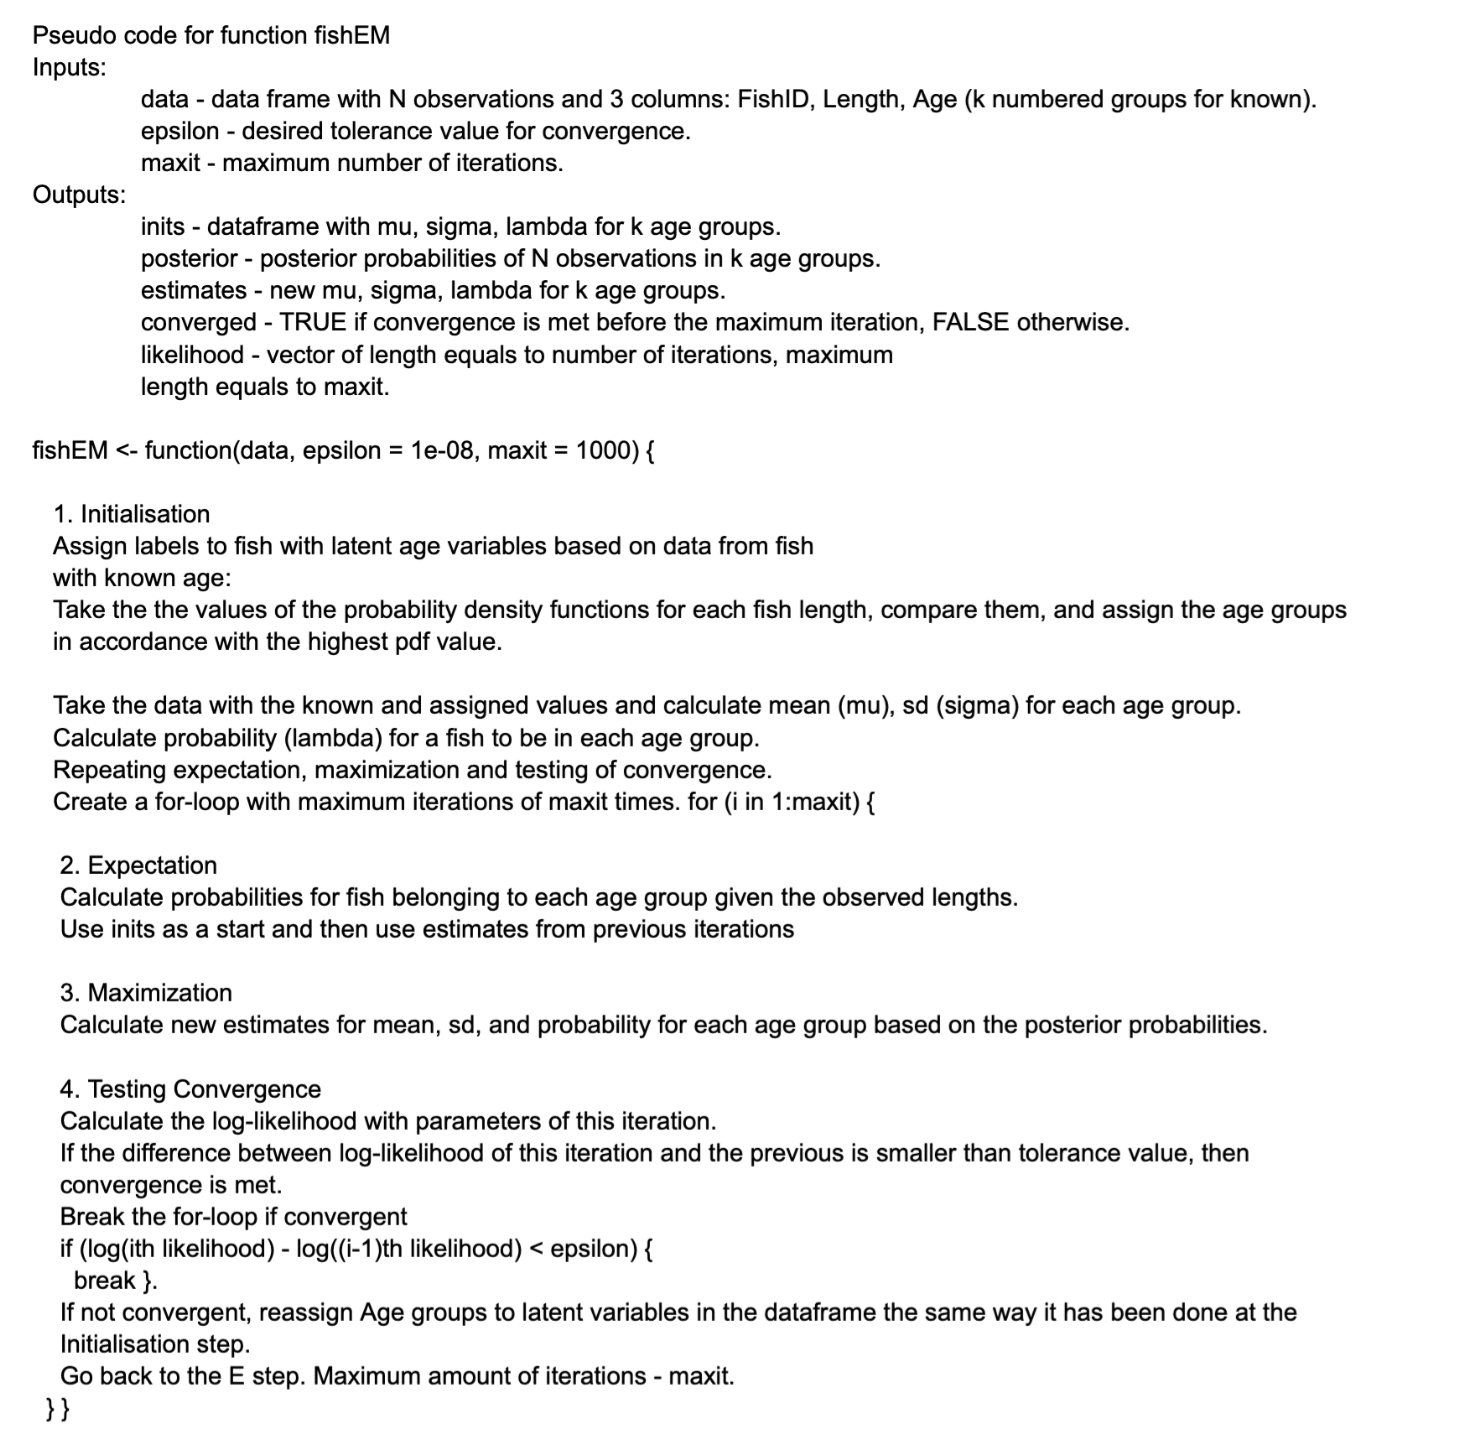 Pseudo code for function fishEM
Inputs:
data - data frame with N observations and 3 columns: FishID, Length, Age (k numbered groups for known).
epsilon - desired tolerance value for convergence.
maxit - maximum number of iterations.
Outputs:
inits - dataframe with mu, sigma, lambda for k age groups.
posterior - posterior probabilities of N observations in k age groups.
estimates - new mu, sigma, lambda for k age groups.
converged - TRUE if convergence is met before the maximum iteration, FALSE otherwise.
likelihood - vector of length equals to number of iterations, maximum
length equals to maxit.
fishEM <- function(data, epsilon = 1e-08, maxit = 1000) {
1. Initialisation
Assign labels to fish with latent age variables based on data from fish
with known age:
Take the the values of the probability density functions for each fish length, compare them, and assign the age groups
in accordance with the highest pdf value.
Take the data with the known and assigned values and calculate mean (mu), sd (sigma) for each age group.
Calculate probability (lambda) for a fish to be in each age group.
Repeating expectation, maximization and testing of convergence.
Create a for-loop with maximum iterations of maxit times. for (i in 1:maxit) {
2. Expectation
Calculate probabilities for fish belonging to each age group given the observed lengths.
Use inits as a start and then use estimates from previous iterations
3. Maximization
Calculate new estimates for mean, sd, and probability for each age group based on the posterior probabilities.
4. Testing Convergence
Calculate the log-likelihood with parameters of this iteration.
If the difference between log-likelihood of this iteration and the previous is smaller than tolerance value, then
convergence is met.
Break the for-loop if convergent
if (log(ith likelihood) - log((i-1)th likelihood) < epsilon) {
break }.
If not convergent, reassign Age groups to latent variables in the dataframe the same way it has been done at the
Initialisation step.
Go back to the E step. Maximum amount of iterations - maxit.
}}